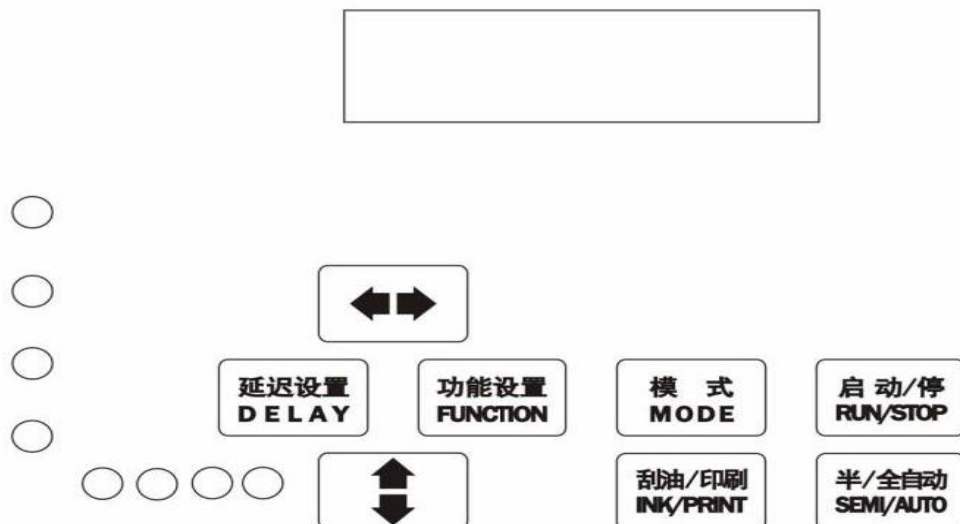 延迟设置
DELAY
功能设置
FUNCTION
模 式
MODE
启 动/停
RUN/STOP
刮油/印刷
INK/PRINT
半/全自动
SEMI/AUTO